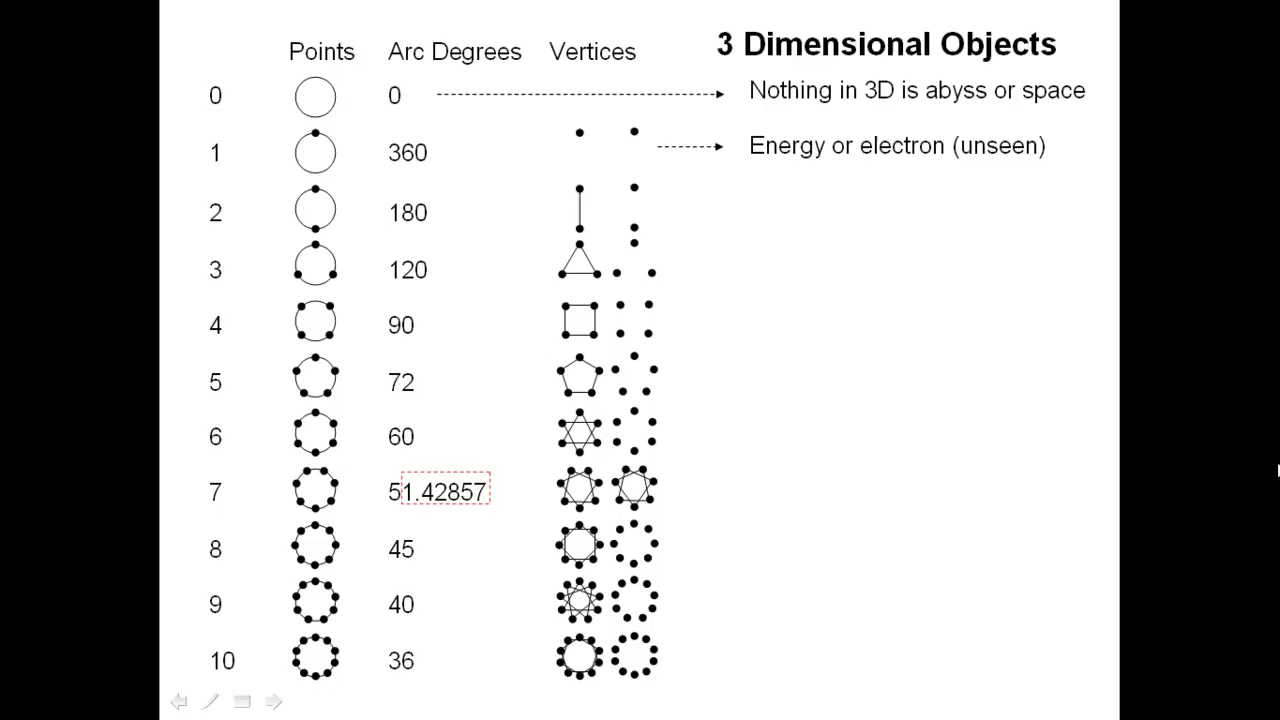 3 Dimensional Objects
Points Arc Degrees Vertices
0 0 Nothing in 3D is abyss or space
1 360 Energy or electron (unseen)
2 180
3 120
4 90
5 72
6 60
7 51.42857
8 45
9 40
10 36